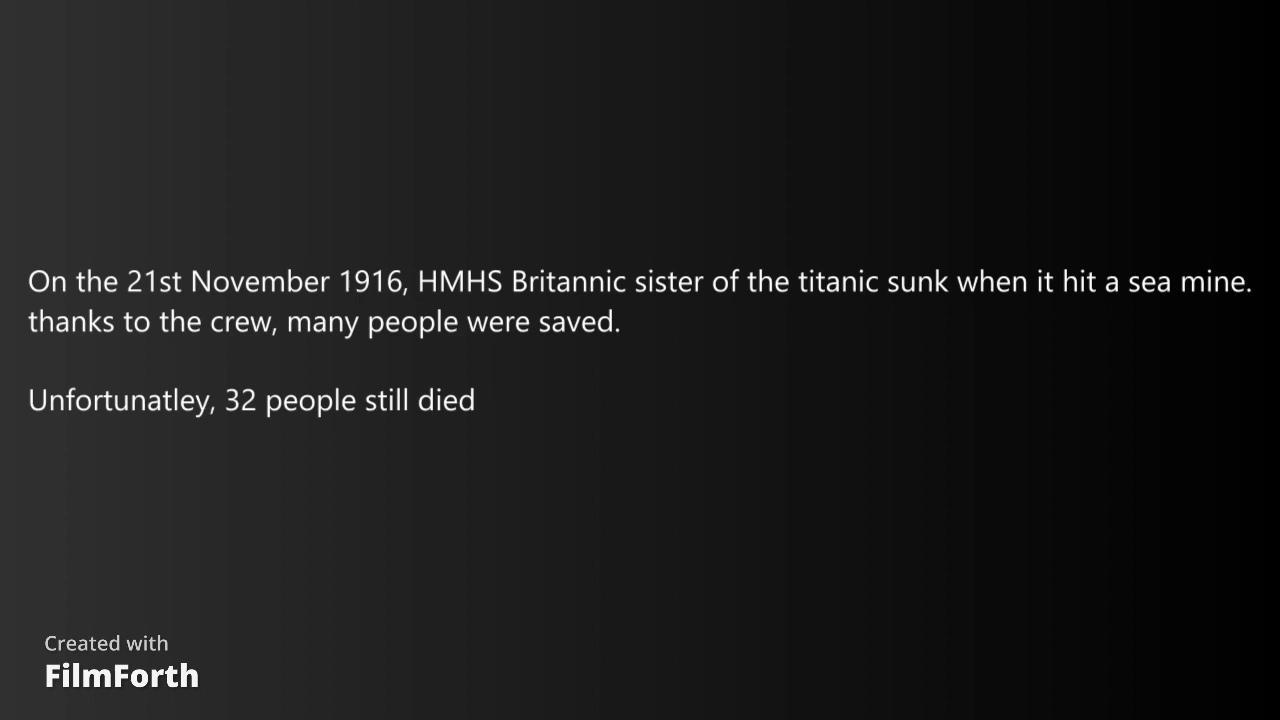 On the 21st November 1916, HMHS Britannic sister of the titanic sunk when it hit a sea mine.
thanks to the crew, many people were saved.
Unfortunatley, 32 people still died
Created with
FilmForth